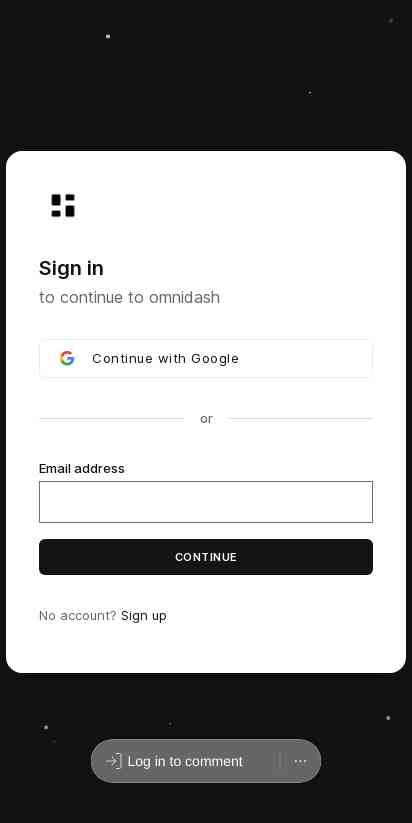 Sign in
to continue to omnidash
Continue with Google
or
Email address
CONTINUE
No account? Sign up
Log in to comment